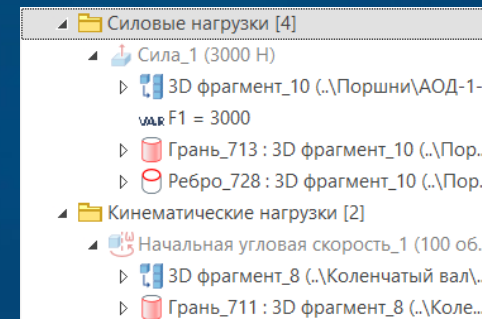 Силовые нагрузки [4]
Сила_1 (3000 Н)
3D фрагмент_10 (..\Поршни\АОД-1-
VAR F1 = 3000
Грань_713 : 3D фрагмент_10 (..\Пор...
Ребро_728 : 3D фрагмент_10 (..\Пор...
Кинематические нагрузки [2]
Начальная угловая скорость_1 (100 об.
3D фрагмент_8 (..\Коленчатый вал\..
Грань_711 : 3D фрагмент_8 (..\Коле...